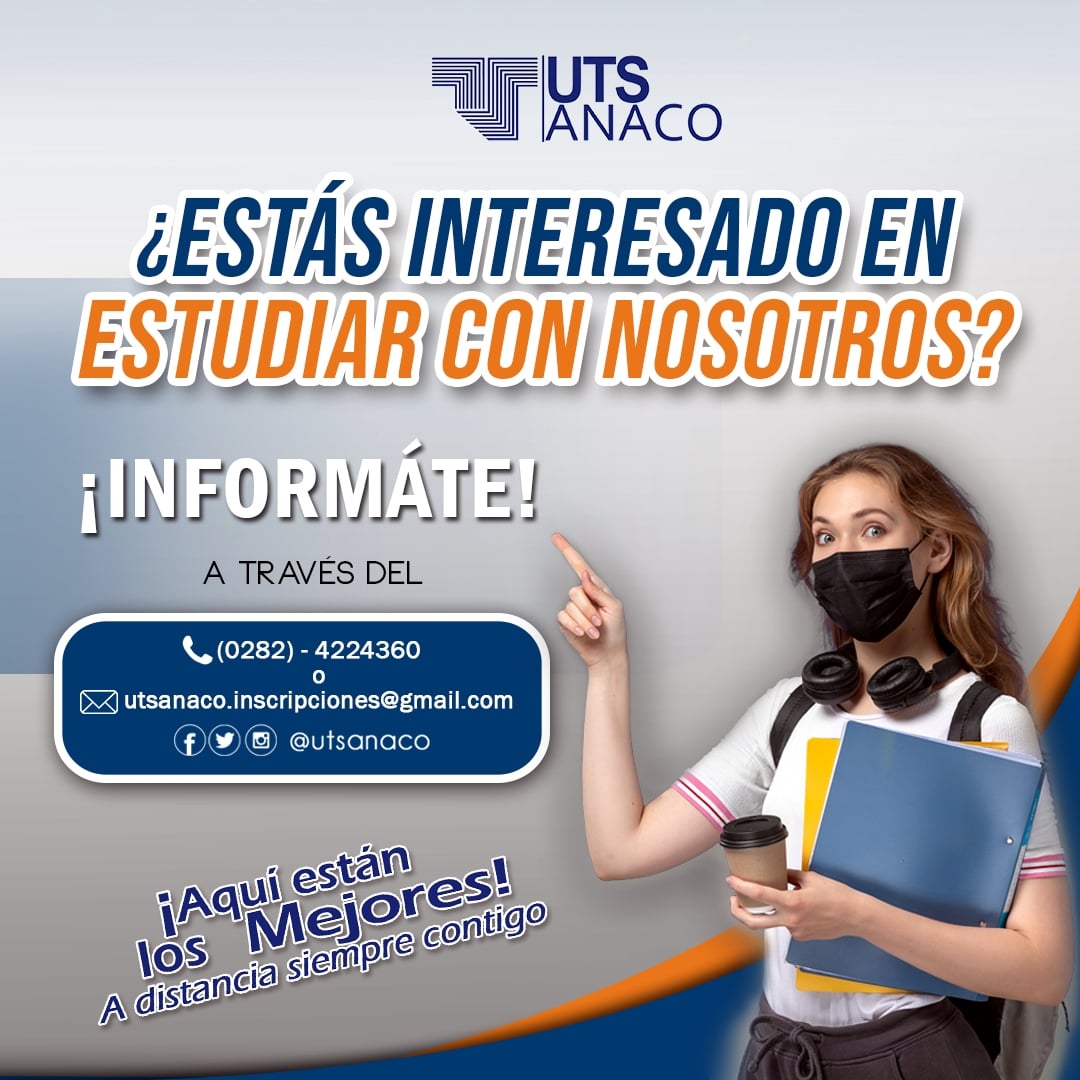 UTS
ANACO
¿ESTÁS INTERESADO EN
ESTUDIAR CON NOSOTROS?
¡INFORMÁTE!
A TRAVÉS DEL
(0282) - 4224360
o
utsanaco.inscripciones@gmail.com
@utsanaco
¡Aquí están
los Mejores!
A distancia siempre contigo